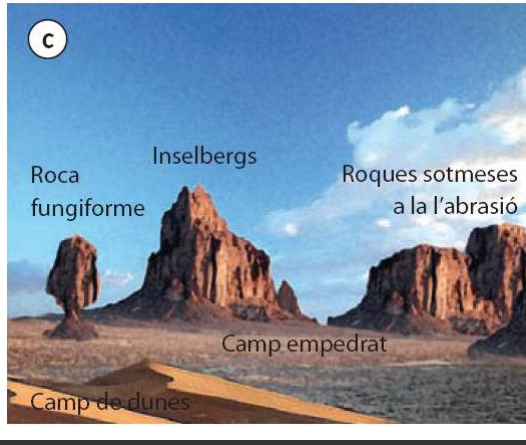 c
Inselbergs
Roca
fungiforme
Roques sotmeses
a la l'abrasió
Camp empedrat
Camp de dunes